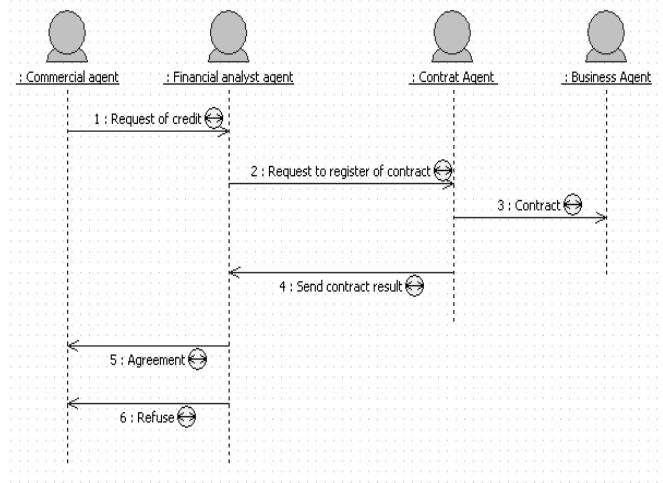 : Commercial agent
: Financial analyst agent
: Contrat Agent
: Business Agent
1 : Request of credit
2 : Request to register of contract
3 : Contract
4 : Send contract result
5 : Agreement
6 : Refuse